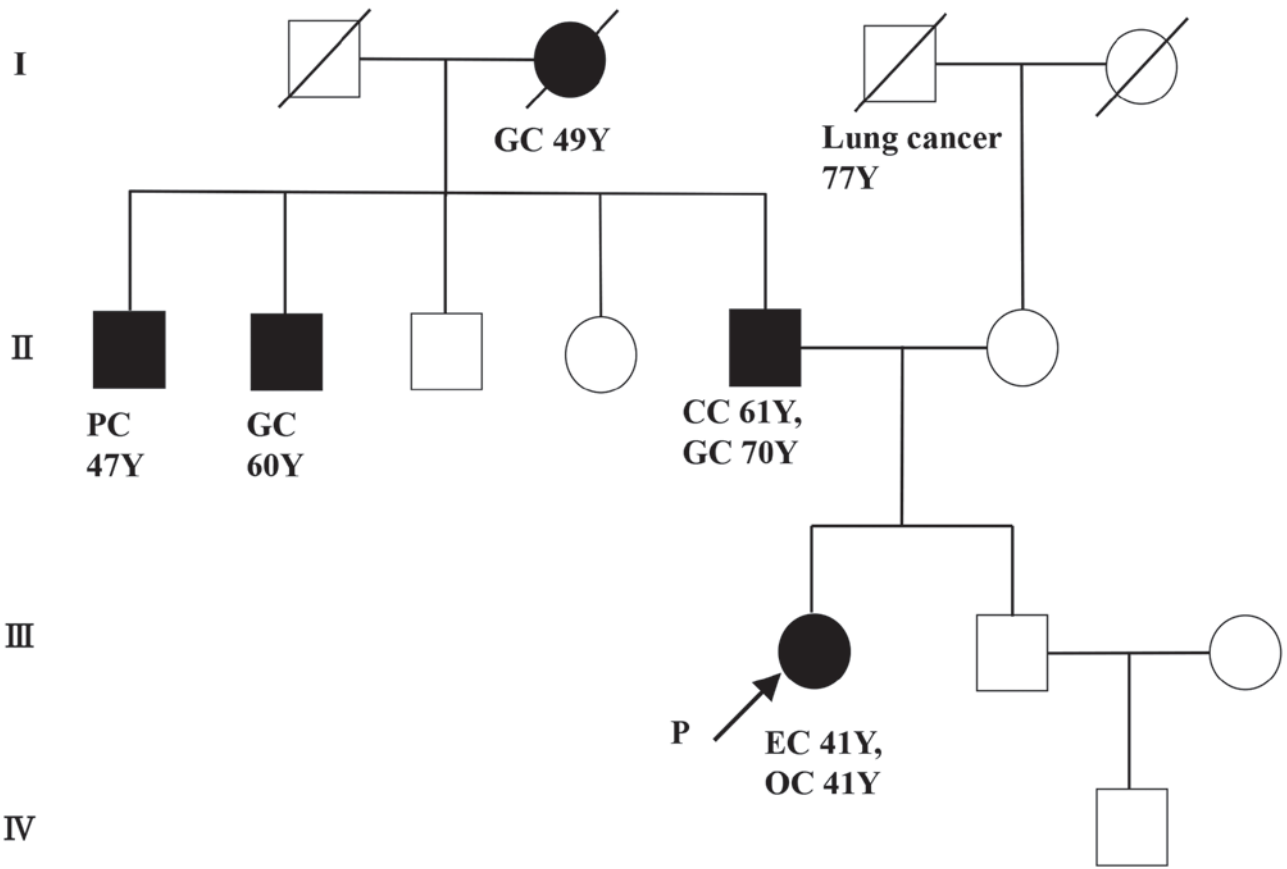 I
GC 49Y
Lung cancer
77Y
II
PC
47Y
GC
60Y
CC 61Y,
GC 70Y
III
P
EC 41Y,
OC 41Y
IV